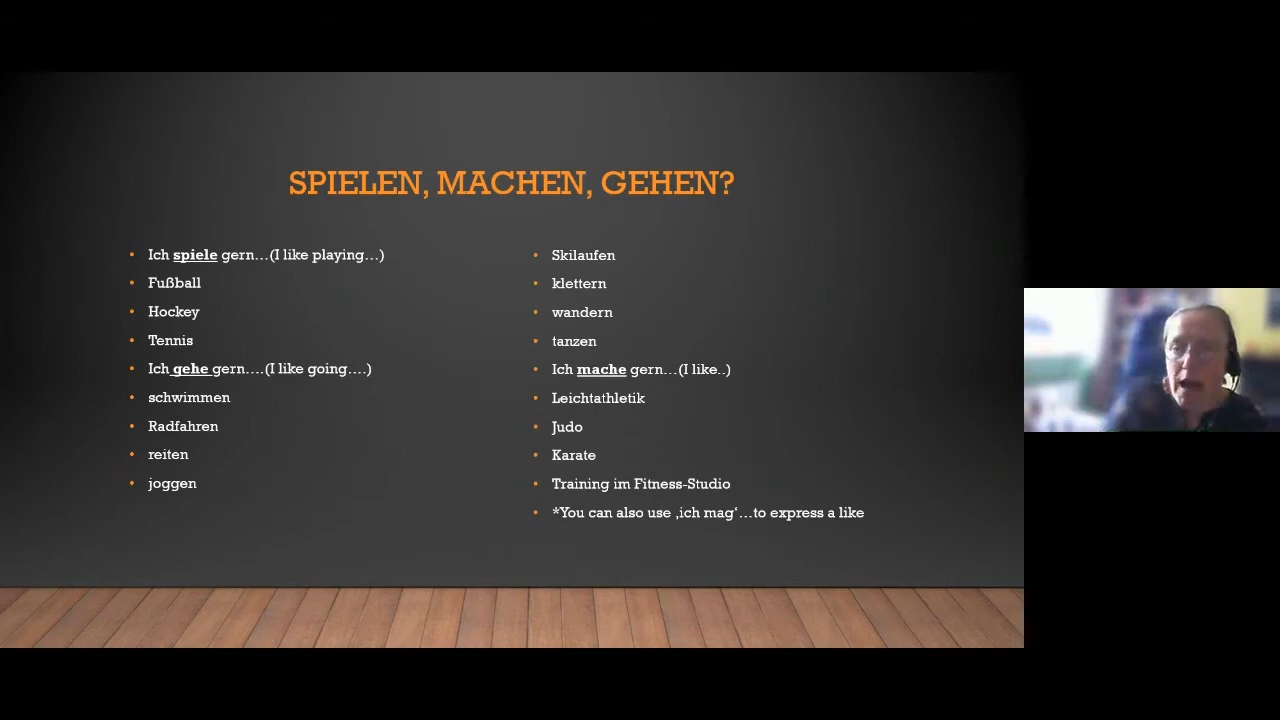 SPIELEN, MACHEN, GEHEN?
Ich spiele gern…(I like playing…)
Fußball
Hockey
Tennis
Ich gehe gern….(I like going….)
schwimmen
Radfahren
reiten
joggen
Skilaufen
klettern
wandern
tanzen
Ich mache gern…(I like..)
Leichtathletik
Judo
Karate
Training im Fitness-Studio
*You can also use ‚ich mag‘…to express a like